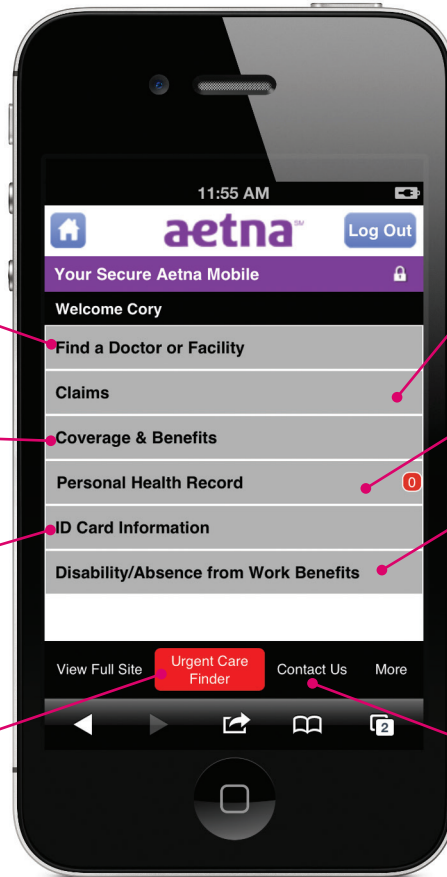 11:55 AM
aetna℠
Log Out
Your Secure Aetna Mobile
Welcome Cory
Find a Doctor or Facility
Claims
Coverage & Benefits
Personal Health Record 0
ID Card Information
Disability/Absence from Work Benefits
View Full Site
Urgent Care
Finder
Contact Us
More
2